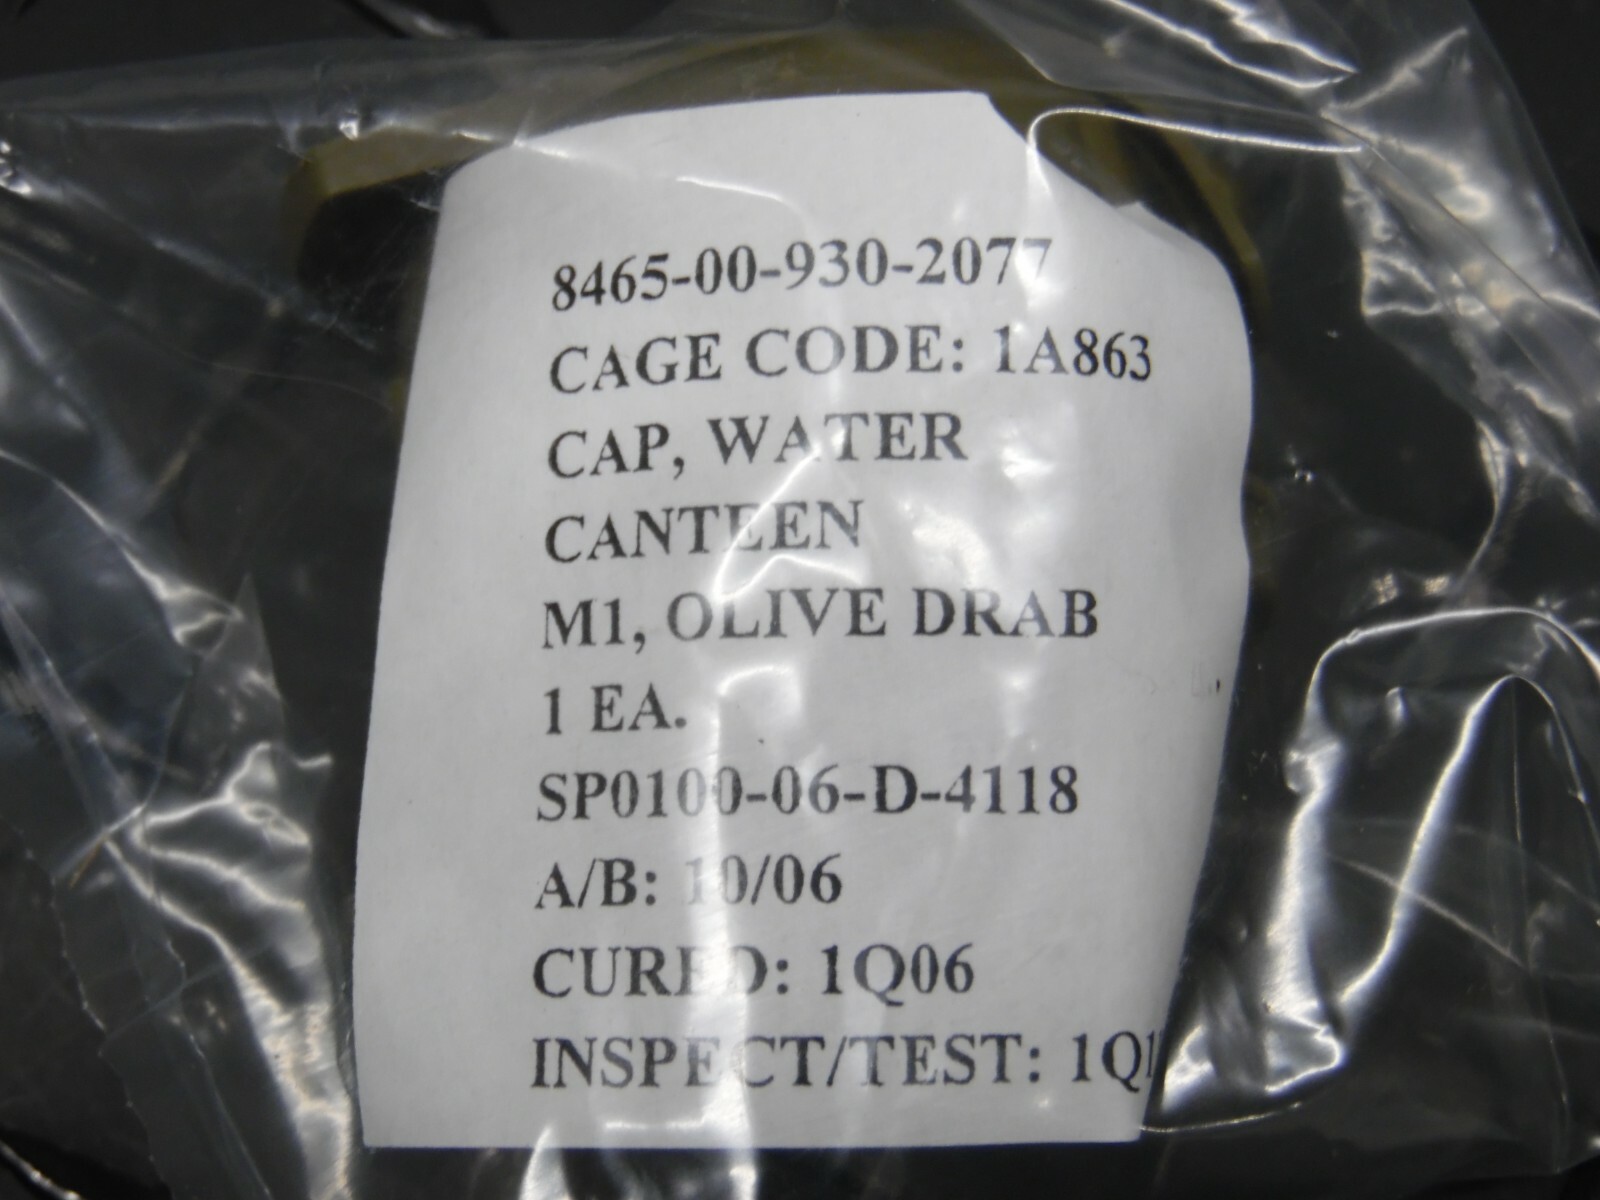 8465-00-930-2077
CAGE CODE: 1A863
CAP, WATER
CANTEEN
M1, OLIVE DRAB
1 EA.
SP0100-06-D-4118
A/B: 10/06
CURED: 1Q06
INSPECT/TEST: